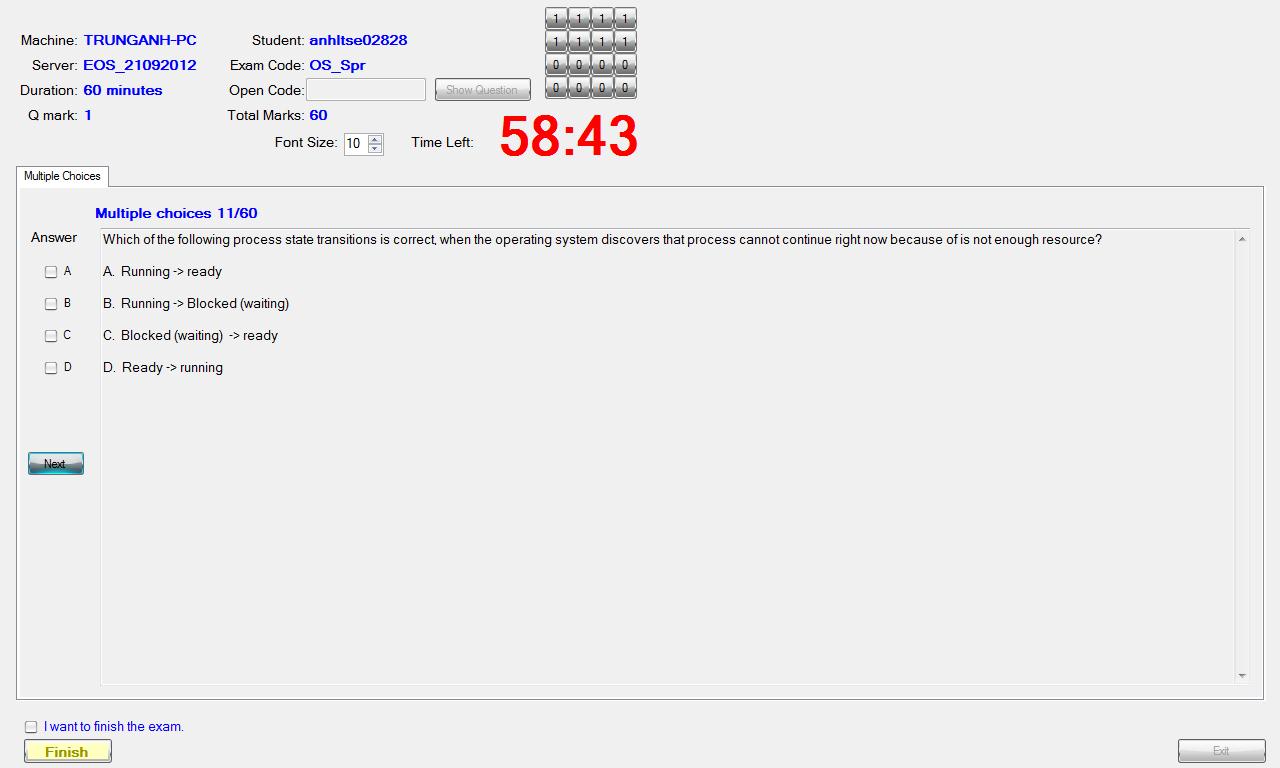 1 1 1 1
Machine: TRUNGANH-PC Student: anhltse02828
1 1 1 1
Server: EOS_21092012 Exam Code: OS_Spr
0 0 0 0
Duration: 60 minutes Open Code: Show Question
0 0 0 0
Q mark: 1 Total Marks: 60
Font Size: 10 Time Left: 58:43
Multiple Choices
Multiple choices 11/60
Answer Which of the following process state transitions is correct, when the operating system discovers that process cannot continue right now because of is not enough resource?
A A. Running -> ready
B B. Running -> Blocked (waiting)
C C. Blocked (waiting) -> ready
D D. Ready -> running
Next
I want to finish the exam.
Finish Exit